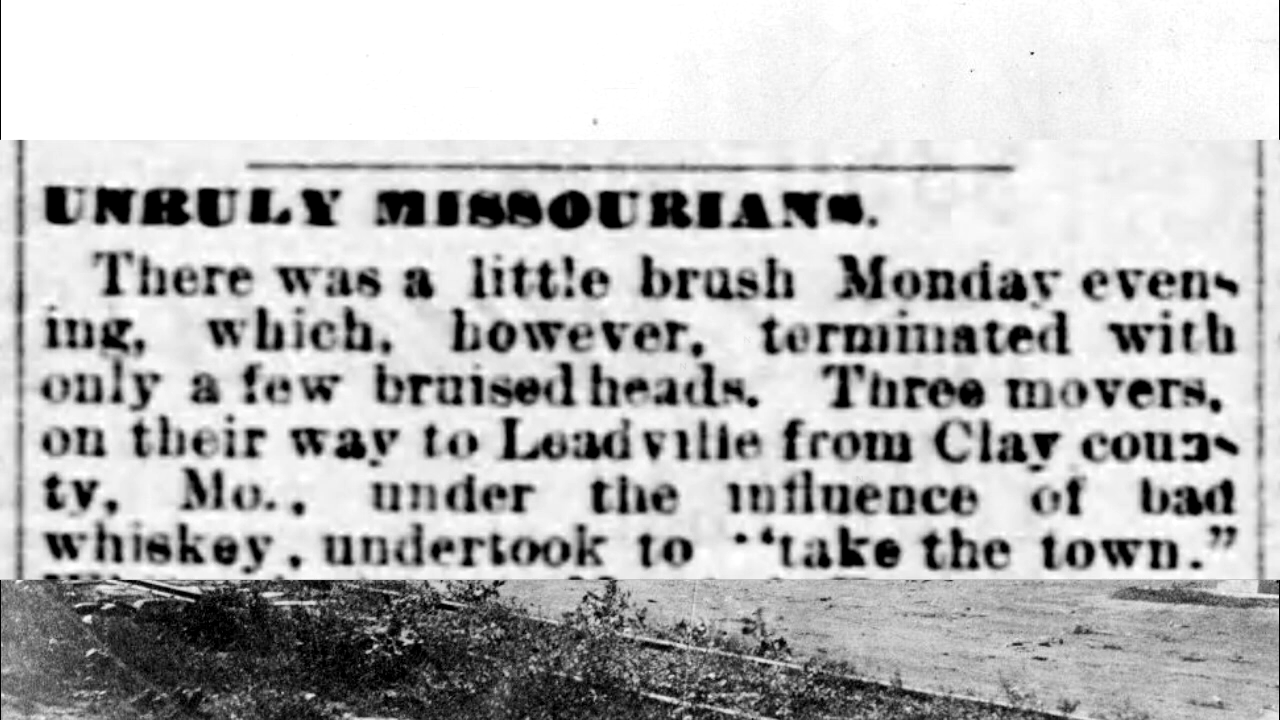 UNRULY MISSOURIANS.
There was a little brush Monday even-
ing, which, however, terminated with
only a few bruised heads. Three movers,
on their way to Leadville from Clay coun-
ty, Mo., under the influence of bad
whiskey, undertook to "take the town."